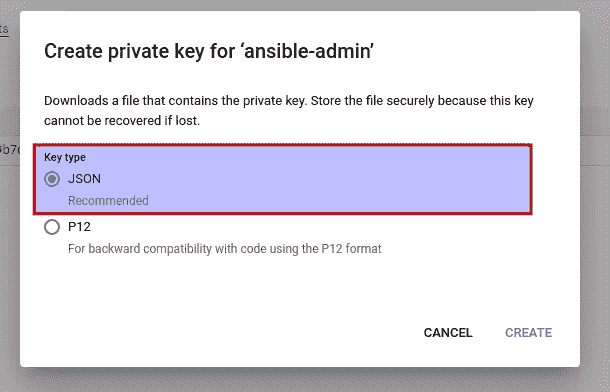 ts
Create private key for ‘ansible-admin’
Downloads a file that contains the private key. Store the file securely because this key
cannot be recovered if lost.
9b7c
Key type
JSON
Recommended
P12
For backward compatibility with code using the P12 format
CANCEL CREATE